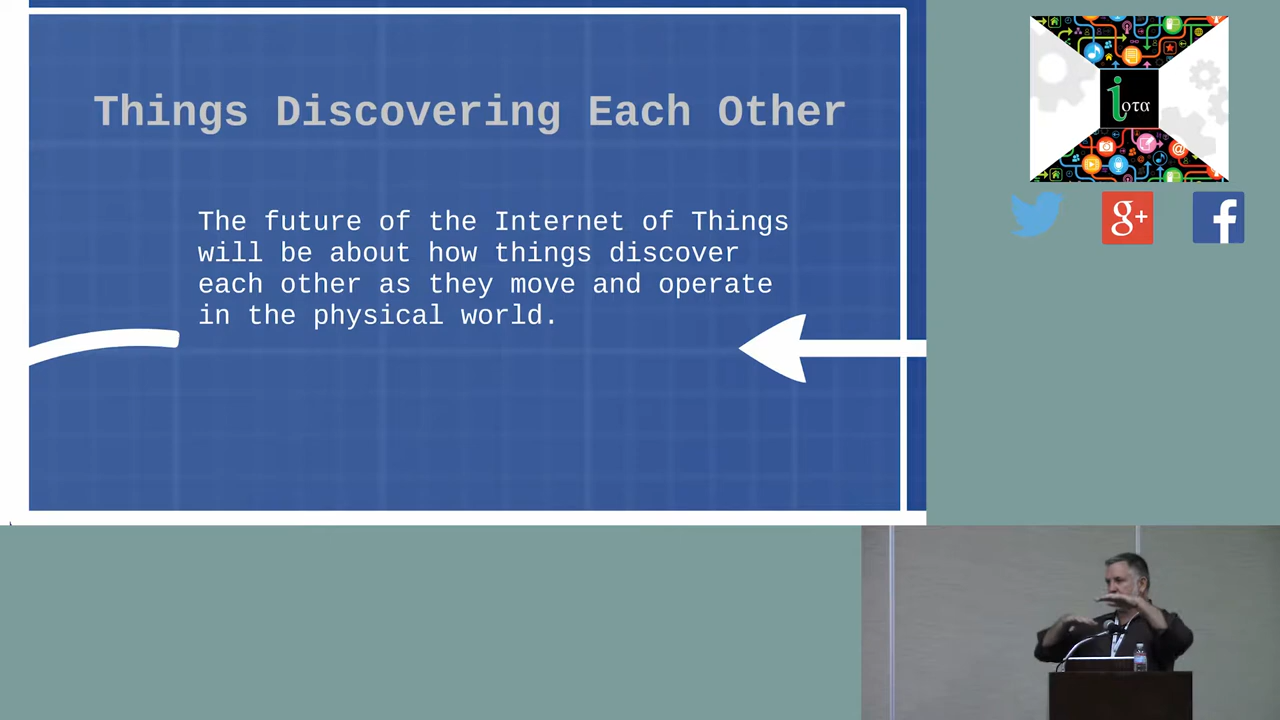 Things Discovering Each Other
The future of the Internet of Things
will be about how things discover
each other as they move and operate
in the physical world.
iοτα
g+
f
@